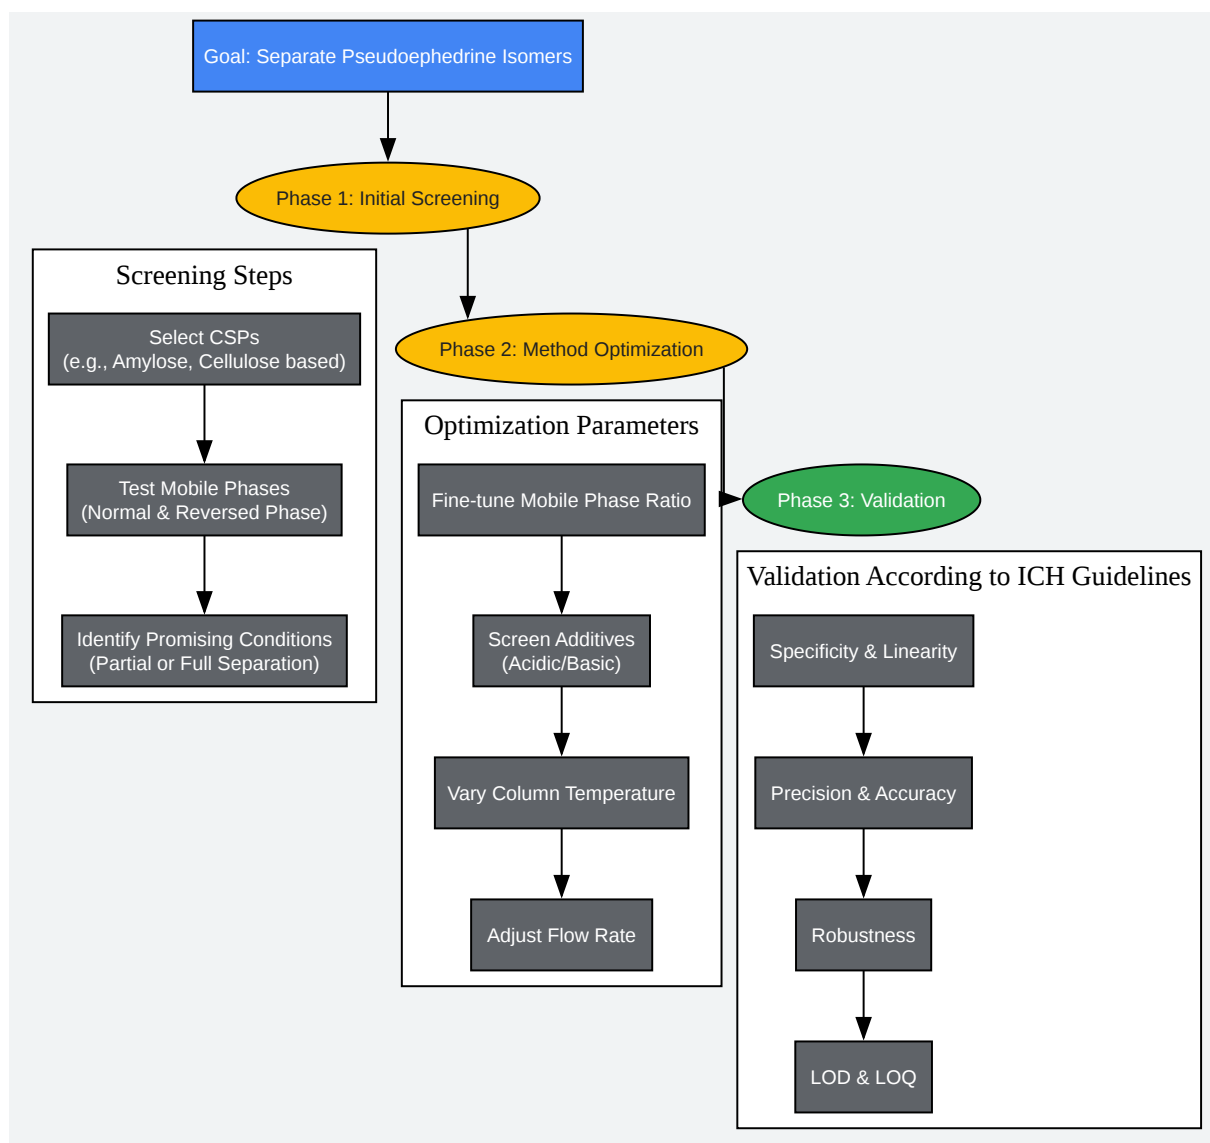 Goal: Separate Pseudoephedrine Isomers
Phase 1: Initial Screening
Screening Steps
Select CSPs
(e.g., Amylose, Cellulose based)
Test Mobile Phases
(Normal & Reversed Phase)
Identify Promising Conditions
(Partial or Full Separation)
Phase 2: Method Optimization
Optimization Parameters
Fine-tune Mobile Phase Ratio
Screen Additives
(Acidic/Basic)
Vary Column Temperature
Adjust Flow Rate
Phase 3: Validation
Validation According to ICH Guidelines
Specificity & Linearity
Precision & Accuracy
Robustness
LOD & LOQ